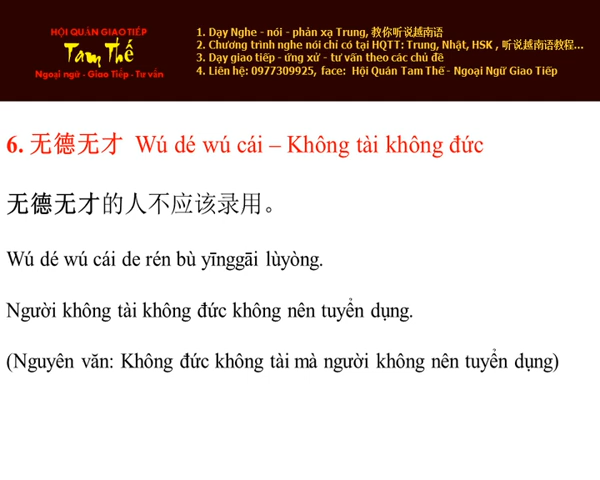 HỘI QUÁN GIAO TIẾP
Tam Thế
Ngoại ngữ - Giao Tiếp - Tư vấn
1. Dạy Nghe - nói - phản xạ Trung, 教你听说越南语
2. Chương trình nghe nói chỉ có tại HQTT: Trung, Nhật, HSK , 听说越南语教程...
3. Dạy giao tiếp - ứng xử - tư vấn theo các chủ đề
4. Liên hệ: 0977309925, face: Hội Quán Tam Thế - Ngoại Ngữ Giao Tiếp
6. 无德无才 Wú dé wú cái – Không tài không đức
无德无才的人不应该录用。
Wú dé wú cái de rén bù yīnggāi lùyòng.
Người không tài không đức không nên tuyển dụng.
(Nguyên văn: Không đức không tài mà người không nên tuyển dụng)